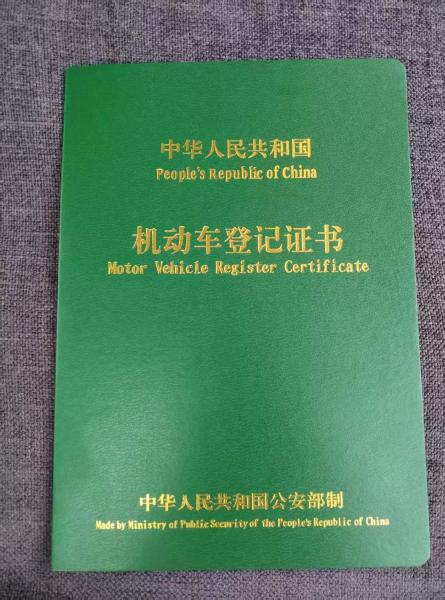 中华人民共和国
People's Republic of China
机动车登记证书
Motor Vehicle Register Certificate
中华人民共和国公安部制
Made by Ministry of Public Security of the People's Republic of China